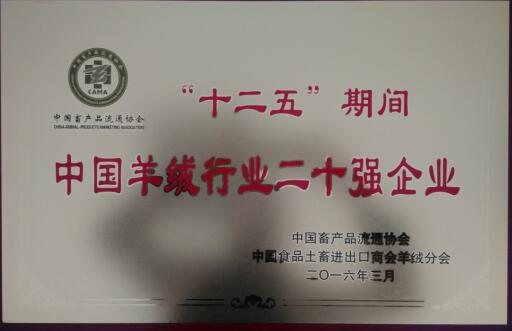 CAMA
中国畜产品流通协会
CHINA ANIMAL-PRODUCTS MARKETING ASSOCIATION
“十二五”期间
中国羊绒行业二十强企业
中国畜产品流通协会
中国食品土畜进出口商会羊绒分会
二〇一六年三月